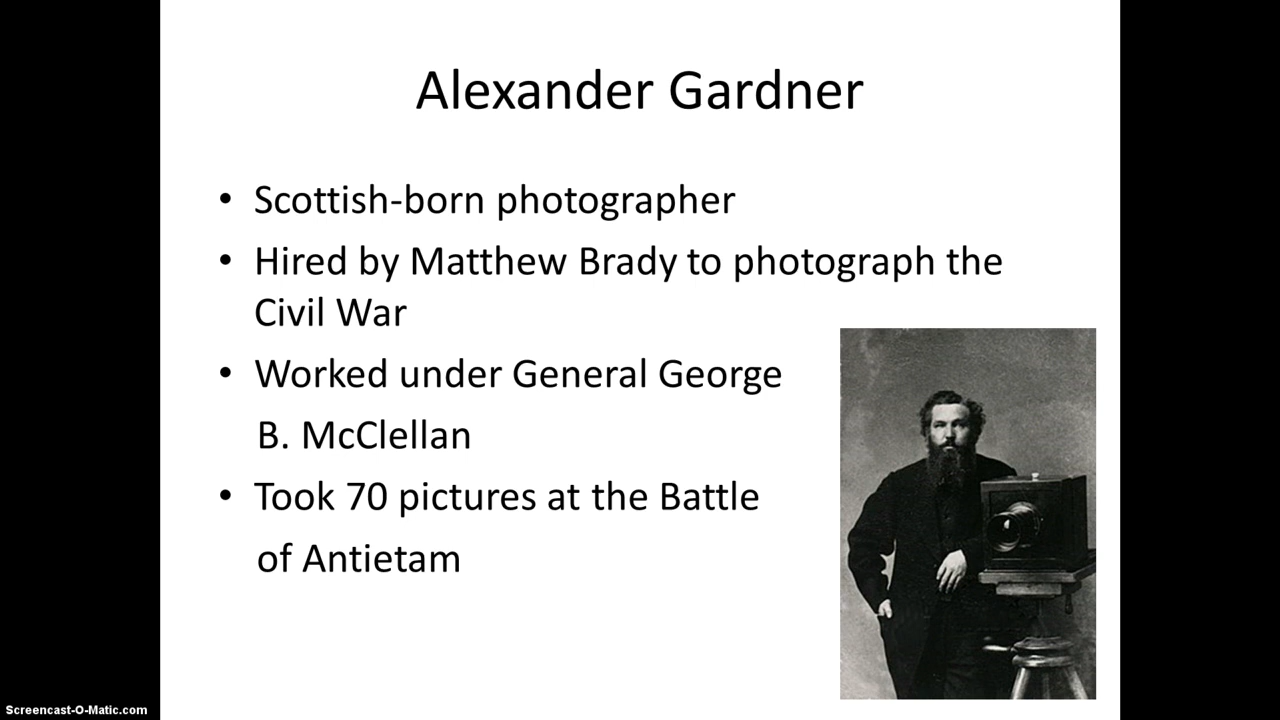 Alexander Gardner
• Scottish-born photographer
• Hired by Matthew Brady to photograph the
Civil War
• Worked under General George
B. McClellan
• Took 70 pictures at the Battle
of Antietam
Screencast-O-Matic.com